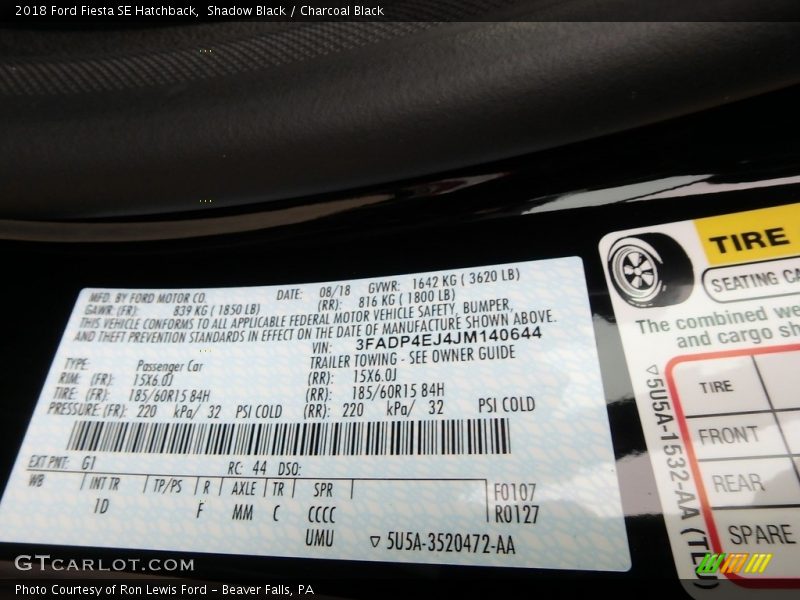 2018 Ford Fiesta SE Hatchback,  Shadow Black / Charcoal Black
MFD. BY FORD MOTOR CO. DATE: 08/18 GVWR: 1642 KG ( 3620 LB)
GAWR: (FR): 839 KG ( 1850 LB) (RR): 816 KG ( 1800 LB)
THIS VEHICLE CONFORMS TO ALL APPLICABLE FEDERAL MOTOR VEHICLE SAFETY, BUMPER,
AND THEFT PREVENTION STANDARDS IN EFFECT ON THE DATE OF MANUFACTURE SHOWN ABOVE.
VIN: 3FADP4EJ4JM140644
TYPE: Passenger Car TRAILER TOWING - SEE OWNER GUIDE
RIM: (FR): 15X6.0J (RR): 15X6.0J
TIRE: (FR): 185/60R15 84H (RR): 185/60R15 84H
PRESSURE: (FR): 220 kPa/ 32 PSI COLD (RR): 220 kPa/ 32 PSI COLD
EXT PNT: G1 RC: 44 DSO:
WB INT TR TP/PS R AXLE TR SPR F0107
1D F MM C CCCC R0127
UMU ▽ 5U5A-3520472-AA
TIRE
SEATING CA
The combined we
and cargo sh
▽5U5A-1532-AA
TIRE
FRONT
REAR
SPARE
GTCARLOT.COM
Photo Courtesy of Ron Lewis Ford - Beaver Falls, PA